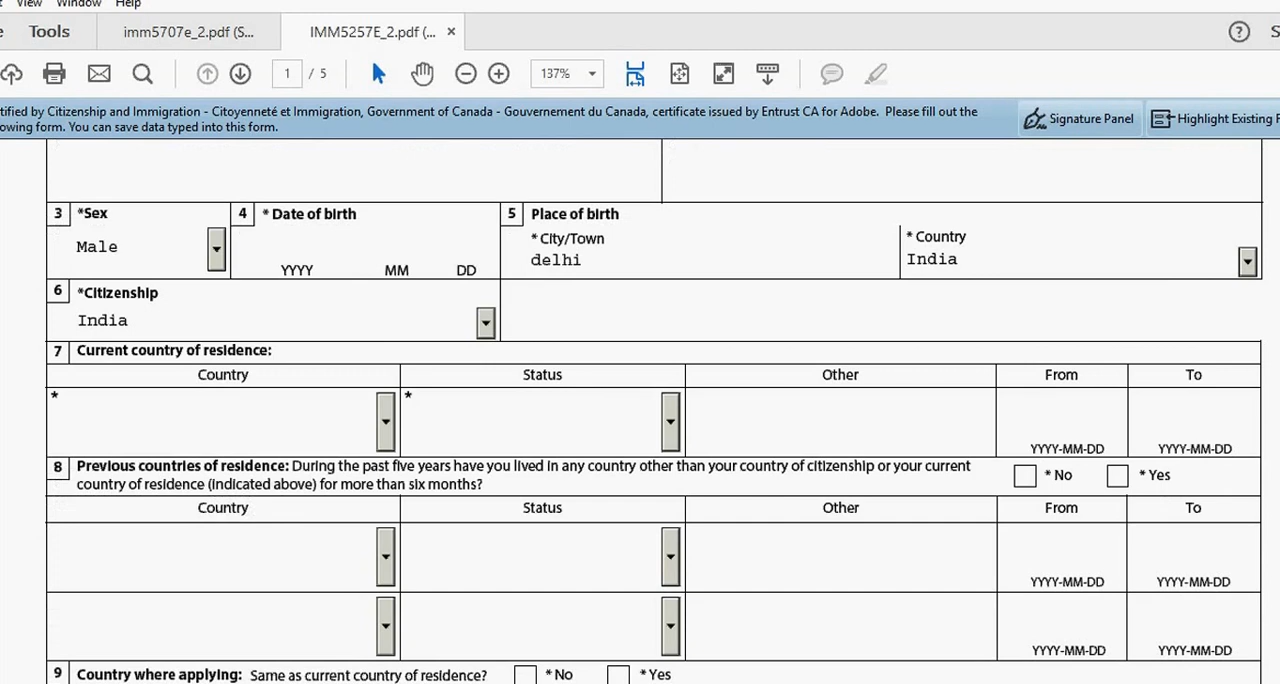 View Window Help
Tools imm5707e_2.pdf (S... IMM5257E_2.pdf (... ×
1 / 5 137%
tified by Citizenship and Immigration - Citoyenneté et Immigration, Government of Canada - Gouvernement du Canada, certificate issued by Entrust CA for Adobe. Please fill out the
owing form. You can save data typed into this form.
Signature Panel
Highlight Existing F
3 *Sex
Male
4 * Date of birth
YYYY MM DD
5 Place of birth
* City/Town
delhi
* Country
India
6 *Citizenship
India
7 Current country of residence:
Country Status Other From To
* *
YYYY-MM-DD YYYY-MM-DD
8 Previous countries of residence: During the past five years have you lived in any country other than your country of citizenship or your current
country of residence (indicated above) for more than six months?
* No * Yes
Country Status Other From To
YYYY-MM-DD YYYY-MM-DD
YYYY-MM-DD YYYY-MM-DD
9 Country where applying: Same as current country of residence? * No * Yes